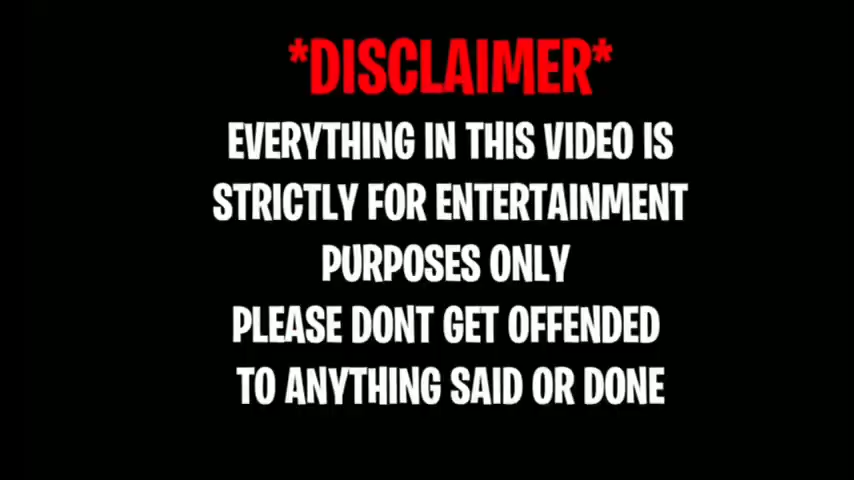 *DISCLAIMER*
EVERYTHING IN THIS VIDEO IS
STRICTLY FOR ENTERTAINMENT
PURPOSES ONLY
PLEASE DONT GET OFFENDED
TO ANYTHING SAID OR DONE